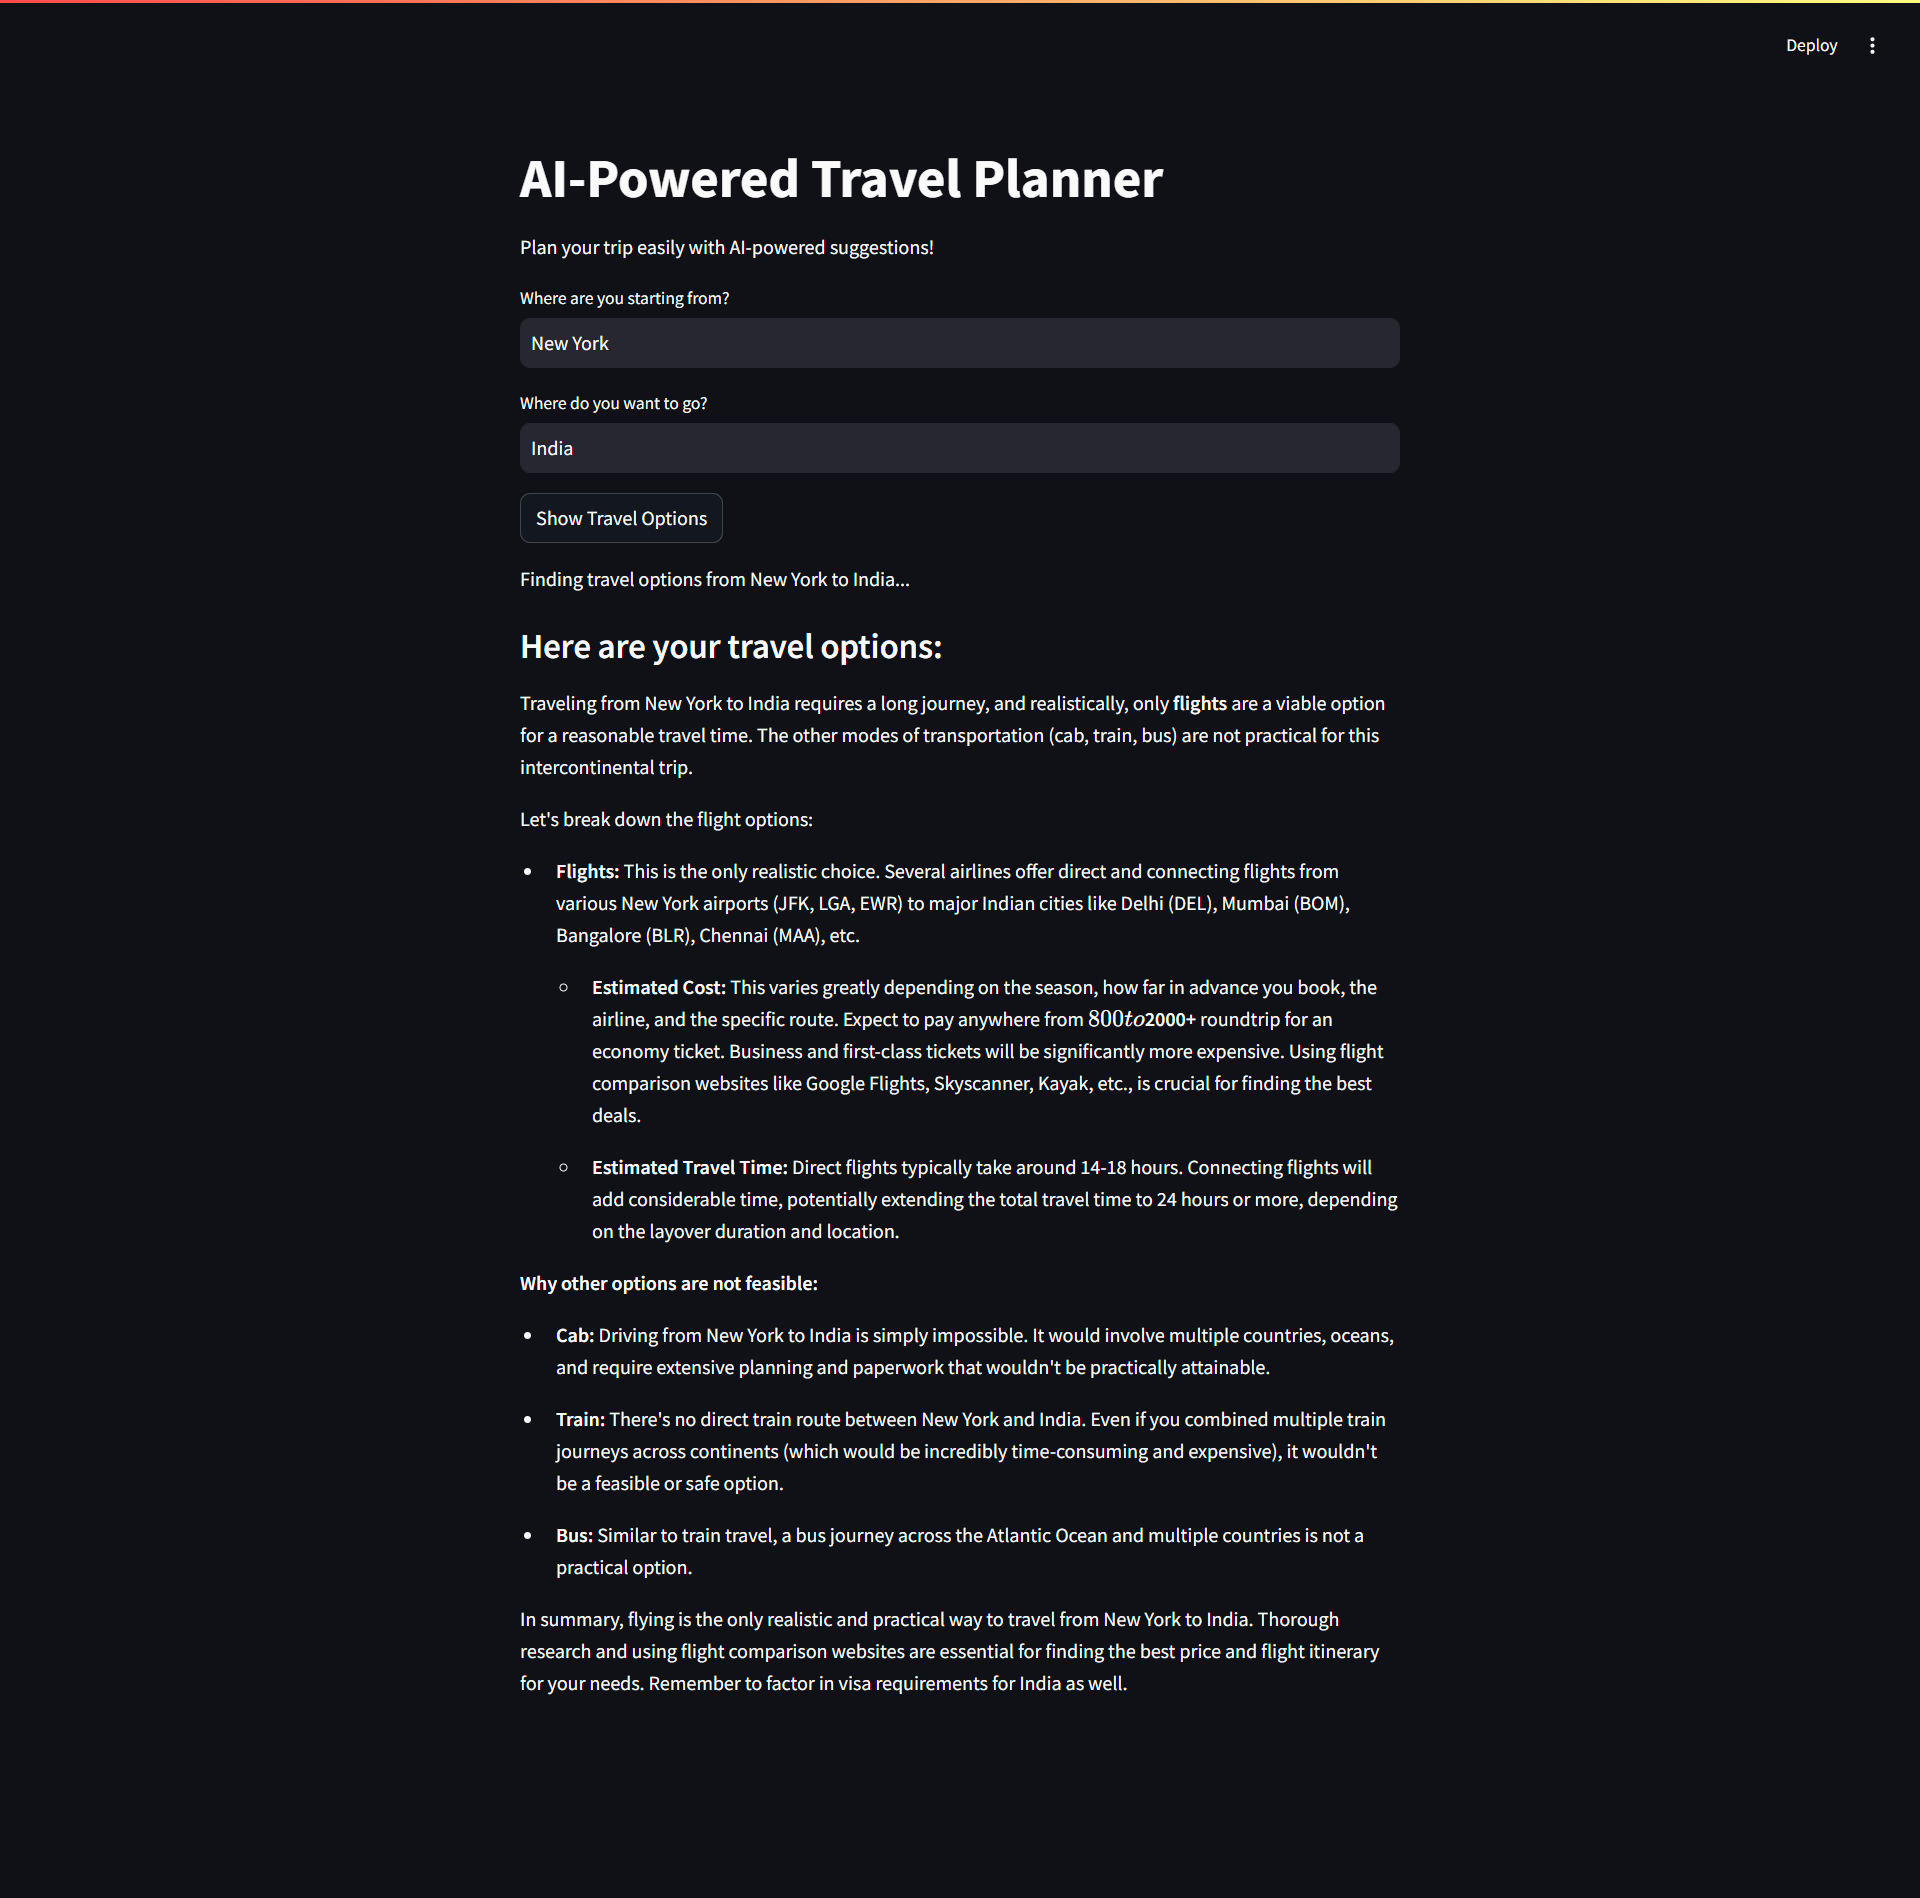 Deploy
AI-Powered Travel Planner
Plan your trip easily with AI-powered suggestions!
Where are you starting from?
New York
Where do you want to go?
India
Show Travel Options
Finding travel options from New York to India...
Here are your travel options:
Traveling from New York to India requires a long journey, and realistically, only flights are a viable option
for a reasonable travel time. The other modes of transportation (cab, train, bus) are not practical for this
intercontinental trip.
Let's break down the flight options:
Flights: This is the only realistic choice. Several airlines offer direct and connecting flights from
various New York airports (JFK, LGA, EWR) to major Indian cities like Delhi (DEL), Mumbai (BOM),
Bangalore (BLR), Chennai (MAA), etc.
Estimated Cost: This varies greatly depending on the season, how far in advance you book, the
airline, and the specific route. Expect to pay anywhere from 800to2000+ roundtrip for an
economy ticket. Business and first-class tickets will be significantly more expensive. Using flight
comparison websites like Google Flights, Skyscanner, Kayak, etc., is crucial for finding the best
deals.
Estimated Travel Time: Direct flights typically take around 14-18 hours. Connecting flights will
add considerable time, potentially extending the total travel time to 24 hours or more, depending
on the layover duration and location.
Why other options are not feasible:
Cab: Driving from New York to India is simply impossible. It would involve multiple countries, oceans,
and require extensive planning and paperwork that wouldn't be practically attainable.
Train: There's no direct train route between New York and India. Even if you combined multiple train
journeys across continents (which would be incredibly time-consuming and expensive), it wouldn't
be a feasible or safe option.
Bus: Similar to train travel, a bus journey across the Atlantic Ocean and multiple countries is not a
practical option.
In summary, flying is the only realistic and practical way to travel from New York to India. Thorough
research and using flight comparison websites are essential for finding the best price and flight itinerary
for your needs. Remember to factor in visa requirements for India as well.